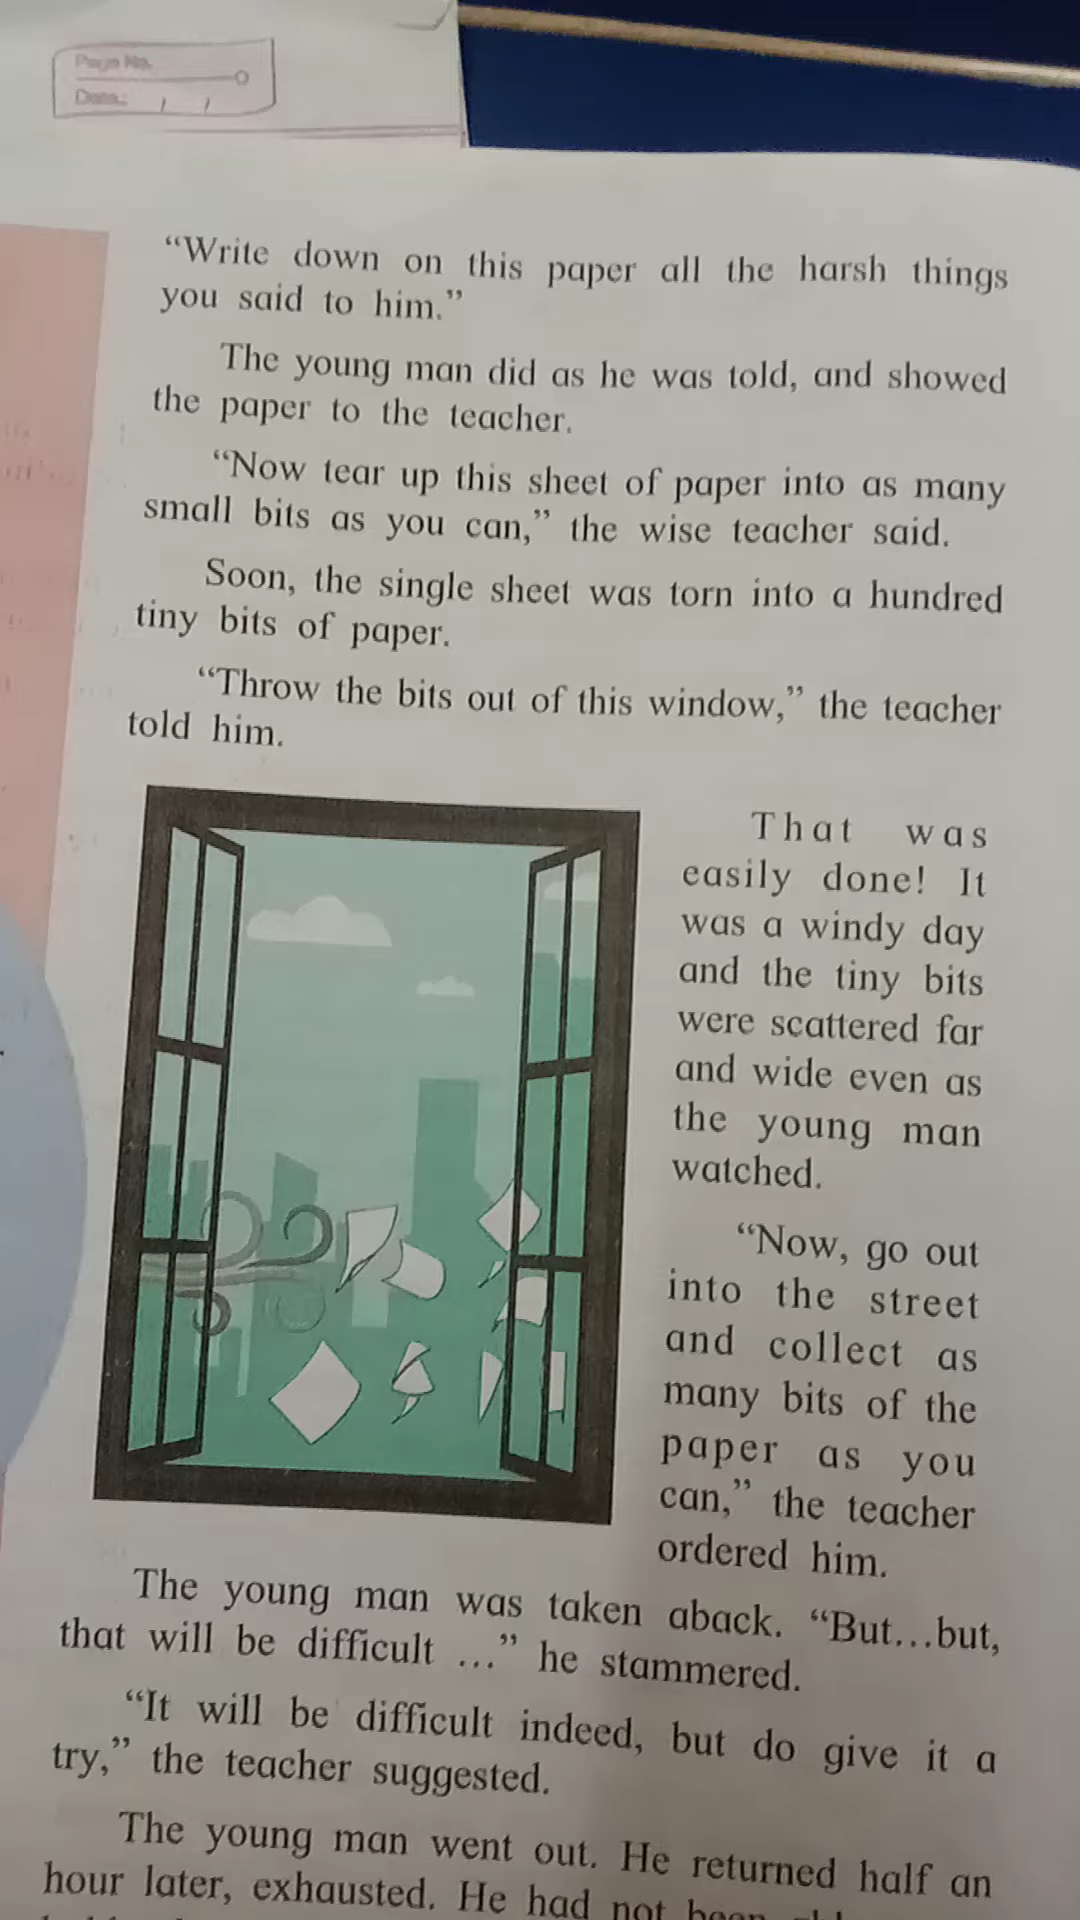 Page No.
Date: / /
“Write down on this paper all the harsh things
you said to him.”
The young man did as he was told, and showed
the paper to the teacher.
“Now tear up this sheet of paper into as many
small bits as you can,” the wise teacher said.
Soon, the single sheet was torn into a hundred
tiny bits of paper.
“Throw the bits out of this window,” the teacher
told him.
That was
easily done! It
was a windy day
and the tiny bits
were scattered far
and wide even as
the young man
watched.
“Now, go out
into the street
and collect as
many bits of the
paper as you
can,” the teacher
ordered him.
The young man was taken aback. “But...but,
that will be difficult ...” he stammered.
“It will be difficult indeed, but do give it a
try,” the teacher suggested.
The young man went out. He returned half an
hour later, exhausted. He had not been